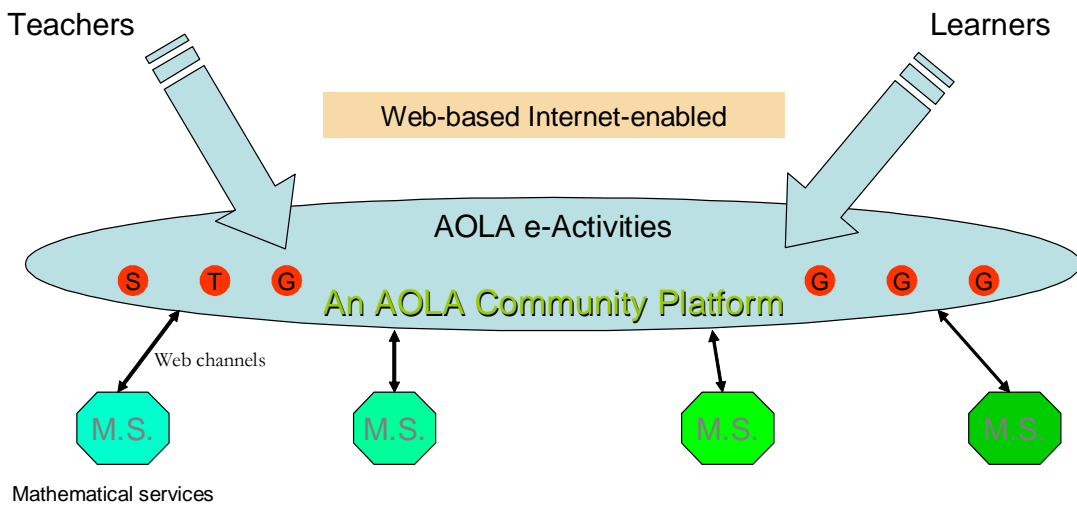 Teachers
Learners
Web-based Internet-enabled
AOLA e-Activities
S T G G G G
An AOLA Community Platform
Web channels
M.S. M.S. M.S. M.S.
Mathematical services